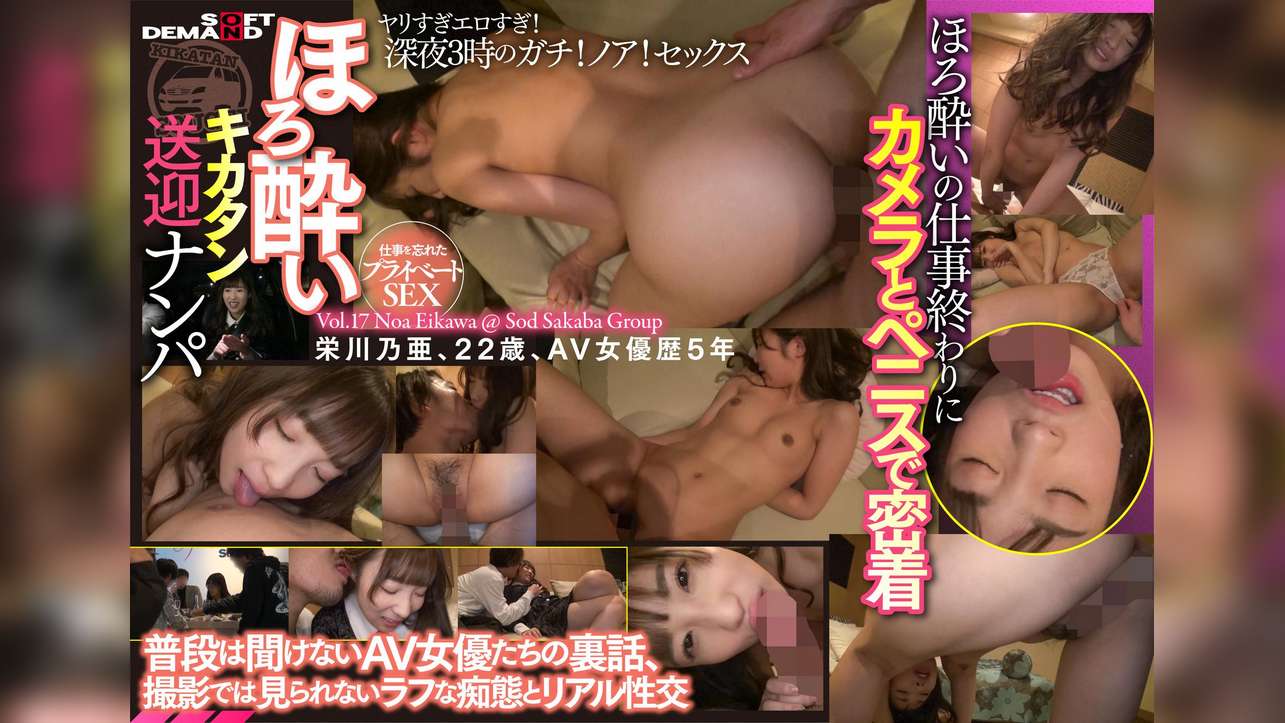 SOFT
DEMAND
KIKATAN
ほろ酔い
キカタン
送迎ナンパ
ヤリすぎエロすぎ!
深夜3時のガチ!ノア!セックス
仕事を忘れた
プライベート
SEX
Vol.17 Noa Eikawa @ Sod Sakaba Group
栄川乃亜、22歳、AV女優歴5年
ほろ酔いの仕事終わりに
カメラとペニスで密着
普段は聞けないAV女優たちの裏話、
撮影では見られないラフな痴態とリアル性交